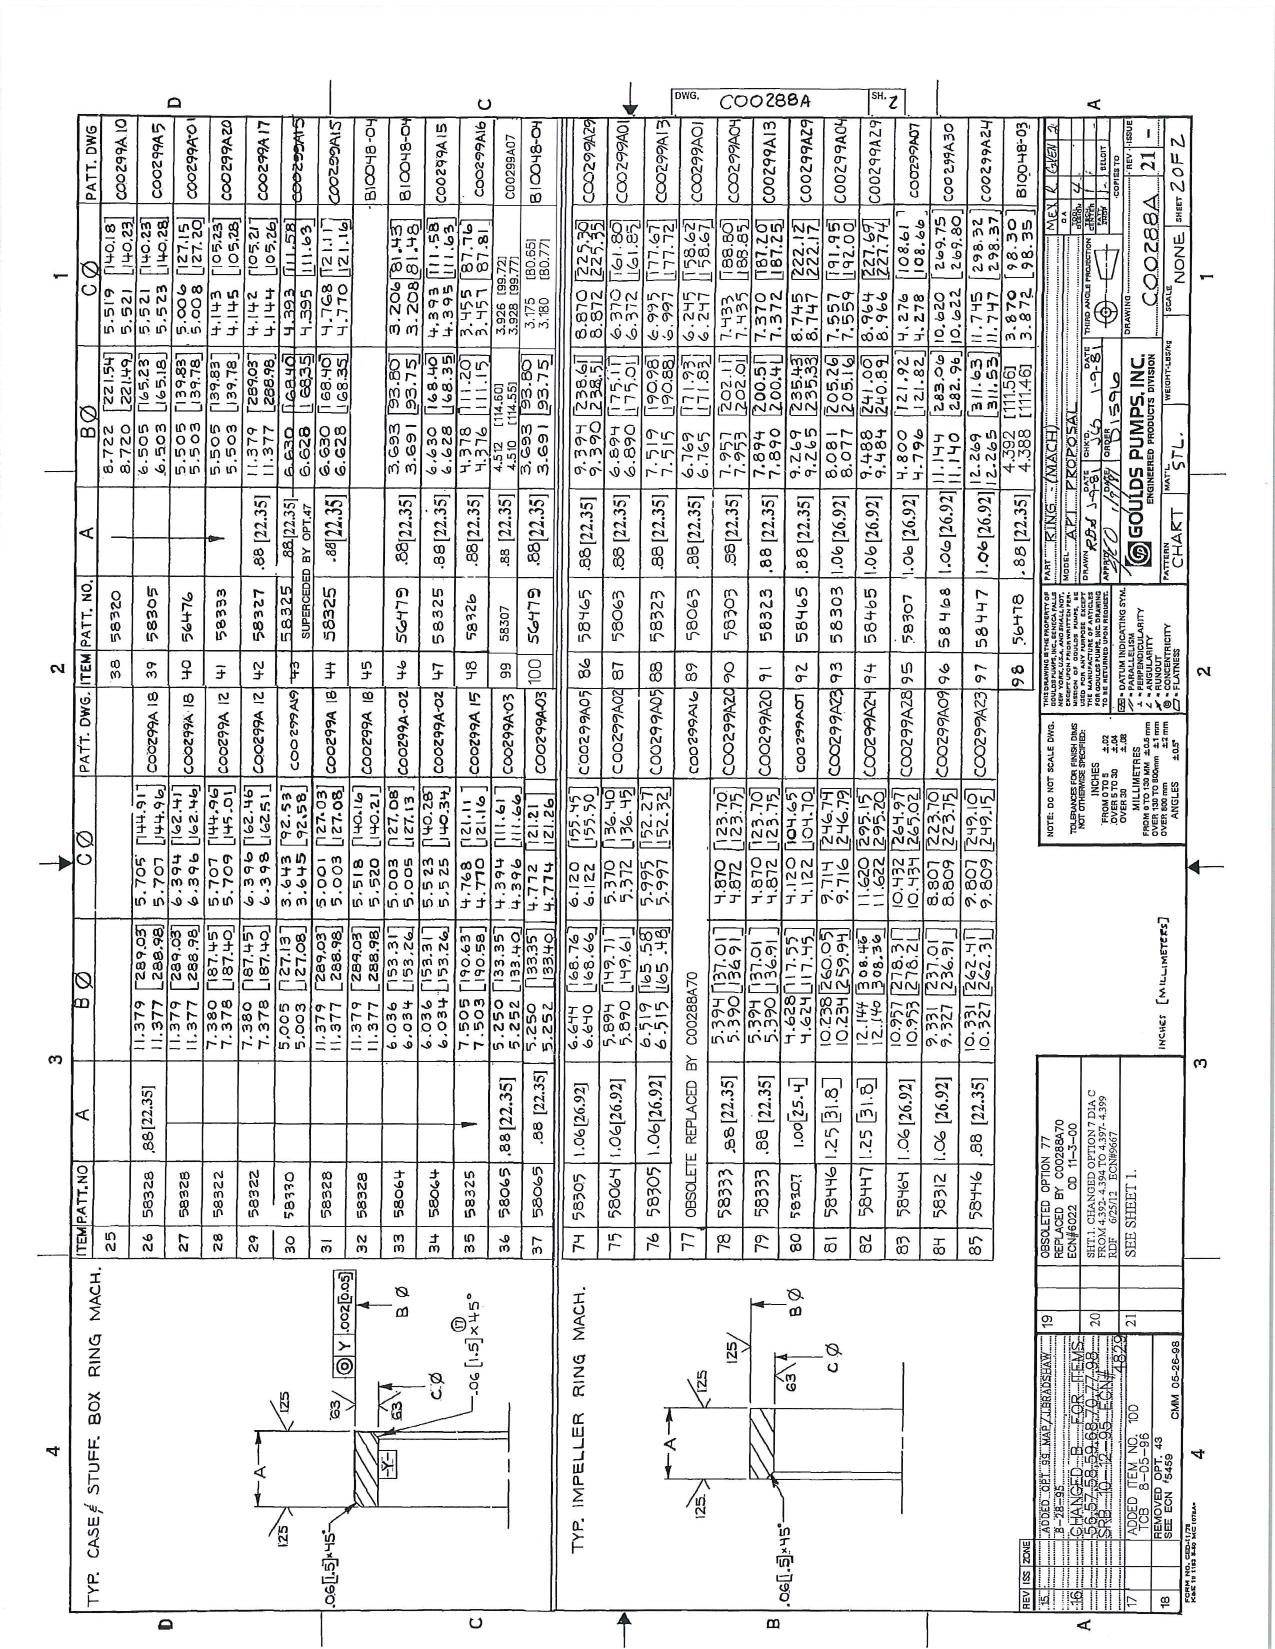 TYP. CASE & STUFF. BOX RING MACH.
A
125
125
.06[1.5]×45°
63
63
⌾ Y .002[0.05]
B Ø
C Ø
-Y-
.06 [1.5]×45°
17
TYP. IMPELLER RING MACH.
A
125
125
125
63
B Ø
C Ø
.06[1.5]×45°
ITEM PATT.NO A B Ø C Ø PATT. DWG.
25
26 58328 .88[22.35] 11.379 [289.03] 11.377 [288.98] 5.705 [144.91] 5.707 [144.96] C00299A 18
27 58328 11.379 [289.03] 11.377 [288.98] 6.394 [162.41] 6.396 [162.46] C00299A 18
28 58322 7.380 [187.45] 7.378 [187.40] 5.707 [144.96] 5.709 [145.01] C00299A 12
29 58322 7.380 [187.45] 7.378 [187.40] 6.396 [162.46] 6.398 [162.51] C00299A 12
30 58330 5.005 [127.13] 5.003 [127.08] 3.643 [92.53] 3.645 [92.58] C00299A19
31 58328 11.379 [289.03] 11.377 [288.98] 5.001 [127.03] 5.003 [127.08] C00299A 18
32 58328 11.379 [289.03] 11.377 [288.98] 5.518 [140.16] 5.520 [140.21] C00299A 18
33 58064 6.036 [153.31] 6.034 [153.26] 5.003 [127.08] 5.005 [127.13] C00299A-02
34 58064 6.036 [153.31] 6.034 [153.26] 5.523 [140.28] 5.525 [140.34] C00299A-02
35 58325 7.505 [190.63] 7.503 [190.58] 4.768 [121.11] 4.770 [121.16] C00299A 15
36 58065 .88[22.35] 5.250 [133.35] 5.252 [133.40] 4.394 [111.61] 4.396 [111.66] C00299A-03
37 58065 .88 [22.35] 5.250 [133.35] 5.252 [133.40] 4.772 [121.21] 4.774 [121.26] C00299A-03
ITEM PATT. NO. A B Ø C Ø PATT. DWG
38 58320 8.722 [221.54] 8.720 [221.49] 5.519 [140.18] 5.521 [140.23] C00299A 10
39 58305 6.505 [165.23] 6.503 [165.18] 5.521 [140.23] 5.523 [140.28] C00299A5
40 56476 5.505 [139.83] 5.503 [139.78] 5.006 [127.15] 5.008 [127.20] C00299A-01
41 58333 5.505 [139.83] 5.503 [139.78] 4.143 [105.23] 4.145 [105.28] C00299A20
42 58327 .88[22.35] 11.379 [289.03] 11.377 [288.98] 4.142 [105.21] 4.144 [105.26] C00299A 17
43 58325 .88[22.35] 6.630 [168.40] 6.628 [168.35] 4.393 [111.58] 4.395 [111.63] C00299A15
SUPERCEDED BY OPT.47
44 58325 .88[22.35] 6.630 [168.40] 6.628 [168.35] 4.768 [121.11] 4.770 [121.16] C00299A15
45 B10048-04
46 56479 .88[22.35] 3.693 [93.80] 3.691 [93.75] 3.206 [81.43] 3.208 [81.48] B10048-04
47 58325 .88[22.35] 6.630 [168.40] 6.628 [168.35] 4.393 [111.58] 4.395 [111.63] C00299A15
48 58326 .88[22.35] 4.378 [111.20] 4.376 [111.15] 3.455 [87.76] 3.457 [87.81] C00299A16
99 58307 .88 [22.35] 4.512 [114.60] 4.510 [114.55] 3.926 [99.72] 3.928 [99.77] C00299A07
100 56479 .88[22.35] 3.693 [93.80] 3.691 [93.75] 3.175 [80.65] 3.180 [80.77] B10048-04
74 58305 1.06[26.92] 6.644 [168.76] 6.640 [168.66] 6.120 [155.45] 6.122 [155.50] C00299A05
75 58064 1.06[26.92] 5.894 [149.71] 5.890 [149.61] 5.370 [136.40] 5.372 [136.45] C00299A02
76 58305 1.06[26.92] 6.519 [165.58] 6.515 [165.48] 5.995 [152.27] 5.997 [152.32] C00299A05
77 OBSOLETE REPLACED BY C00288A70 C00299A16
78 58333 .88 [22.35] 5.394 [137.01] 5.390 [136.91] 4.870 [123.70] 4.872 [123.75] C00299A20
79 58333 .88 [22.35] 5.394 [137.01] 5.390 [136.91] 4.870 [123.70] 4.872 [123.75] C00299A20
80 58307 1.00[25.4] 4.628 [117.55] 4.624 [117.45] 4.120 [104.65] 4.122 [104.70] C00299A07
81 58446 1.25 [31.8] 10.238 [260.05] 10.234 [259.94] 9.714 [246.74] 9.716 [246.79] C00299A23
82 58447 1.25 [31.8] 12.144 [308.46] 12.140 [308.36] 11.620 [295.15] 11.622 [295.20] C00299A24
83 58464 1.06 [26.92] 10.957 [278.31] 10.953 [278.12] 10.432 [264.97] 10.434 [265.02] C00299A28
84 58312 1.06 [26.92] 9.331 [237.01] 9.327 [236.91] 8.807 [223.70] 8.809 [223.75] C00299A09
85 58446 .88 [22.35] 10.331 [262.41] 10.327 [262.31] 9.807 [249.10] 9.809 [249.15] C00299A23
86 58465 .88 [22.35] 9.394 [238.61] 9.390 [238.51] 8.870 [225.30] 8.872 [225.35] C00299A29
87 58063 .88 [22.35] 6.894 [175.11] 6.890 [175.01] 6.370 [161.80] 6.372 [161.85] C00299A01
88 58323 .88 [22.35] 7.519 [190.98] 7.515 [190.88] 6.995 [177.67] 6.997 [177.72] C00299A13
89 58063 .88 [22.35] 6.769 [171.93] 6.765 [171.83] 6.245 [158.62] 6.247 [158.67] C00299A01
90 58303 .88 [22.35] 7.957 [202.11] 7.953 [202.01] 7.433 [188.80] 7.435 [188.85] C00299A04
91 58323 .88 [22.35] 7.894 [200.51] 7.890 [200.41] 7.370 [187.20] 7.372 [187.25] C00299A13
92 58465 .88 [22.35] 9.269 [235.43] 9.265 [235.33] 8.745 [222.12] 8.747 [222.17] C00299A29
93 58303 1.06 [26.92] 8.081 [205.26] 8.077 [205.16] 7.557 [191.95] 7.559 [192.00] C00299A04
94 58465 1.06 [26.92] 9.488 [241.00] 9.484 [240.89] 8.964 [227.69] 8.966 [227.74] C00299A29
95 58307 1.06 [26.92] 4.800 [121.92] 4.796 [121.82] 4.276 [108.61] 4.278 [108.66] C00299A07
96 58468 1.06 [26.92] 11.144 [283.06] 11.140 [282.96] 10.620 [269.75] 10.622 [269.80] C00299A30
97 58447 1.06 [26.92] 12.269 [311.63] 12.265 [311.53] 11.745 [298.32] 11.747 [298.37] C00299A24
98 56478 .88 [22.35] 4.392 [111.56] 4.388 [111.46] 3.870 [98.30] 3.872 [98.35] B10048-03
DWG. C00288A SH. 2
REV ISS ZONE
15 ADDED OPT 99 MAP/LBRADSHAW
8-28-95
16 CHANGED B FOR ITEMS
56,57,58,59,68,70,77,98
SRB 10-12-95 ECN# 4829
17 ADDED ITEM NO. 100
TCB 8-05-96
18 REMOVED OPT. 43
SEE ECN #5459 CMM 05-26-98
19 OBSOLETED OPTION 77
REPLACED BY C00288A70
ECN#6022 CD 11-3-00
20 SHT.1. CHANGED OPTION 7 DIA C
FROM 4.392-4.394 TO 4.397-4.399
RDF 6/25/12 ECN#9667
21 SEE SHEET 1.
INCHES [MILLIMETERS]
NOTE: DO NOT SCALE DWG.
TOLERANCES FOR FINISH DIMS
NOT OTHERWISE SPECIFIED:
INCHES
FROM 0 TO 5 ±.02
OVER 5 TO 30 ±.04
OVER 30 ±.08
MILLIMETRES
FROM 0 TO 130 MM ±0.5 mm
OVER 130 TO 800mm ±1 mm
OVER 800 mm ±2 mm
ANGLES ±0.5°
THIS DRAWING IS THE PROPERTY OF
GOULDS PUMPS, INC. SENECA FALLS
NEW YORK, U.S.A. AND SHALL NOT,
EXCEPT UPON PRIOR WRITTEN PER-
MISSION OF GOULDS PUMPS, BE
USED FOR ANY PURPOSE EXCEPT
THE MANUFACTURE OF ARTICLES
FOR GOULDS PUMPS, INC. DRAWING
TO BE RETURNED UPON REQUEST.
- DATUM INDICATING SYM.
- PARALLELISM
- PERPENDICULARITY
- ANGULARITY
- RUNOUT
- CONCENTRICITY
- FLATNESS
PART RING - (MACH)
MODEL API PROPOSAL
DRAWN RBB DATE 1-9-81 CHK'D. JG DATE 1-9-81
APPR. DATE 1/9/81 ORDER D1596
THIRD ANGLE PROJECTION
GOULDS PUMPS, INC.
ENGINEERED PRODUCTS DIVISION
DRAWING C00288A REV 21 ISSUE -
PATTERN CHART MAT'L STL. WEIGHT-LBS/KG SCALE NONE SHEET 2 OF 2
COPIES TO
BELOIT
FORM NO. CED-11/78